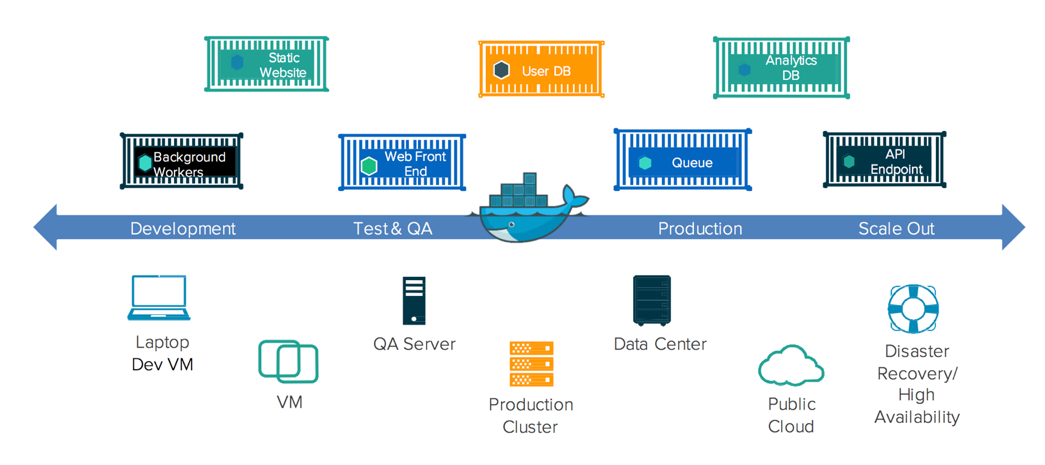 Static
Website
User DB
Analytics
DB
Background
Workers
Web Front
End
Queue
API
Endpoint
Development
Test & QA
Production
Scale Out
Laptop
Dev VM
VM
QA Server
Production
Cluster
Data Center
Public
Cloud
Disaster
Recovery/
High
Availability